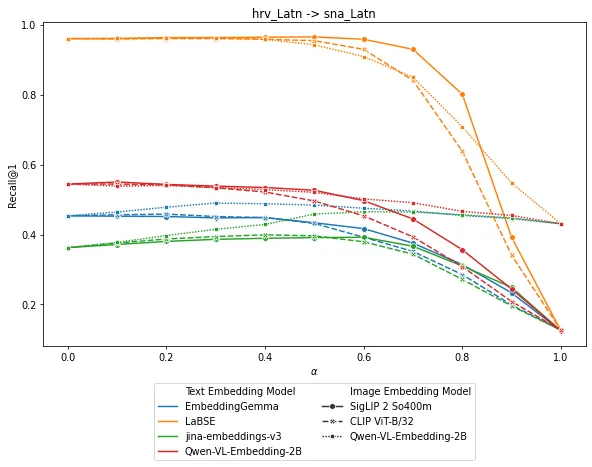 hrv_Latn -> sna_Latn
Recall@1
1.0
0.8
0.6
0.4
0.2
0.0 0.2 0.4 0.6 0.8 1.0
α
Text Embedding Model Image Embedding Model
EmbeddingGemma SigLIP 2 So400m
LaBSE CLIP ViT-B/32
jina-embeddings-v3 Qwen-VL-Embedding-2B
Qwen-VL-Embedding-2B